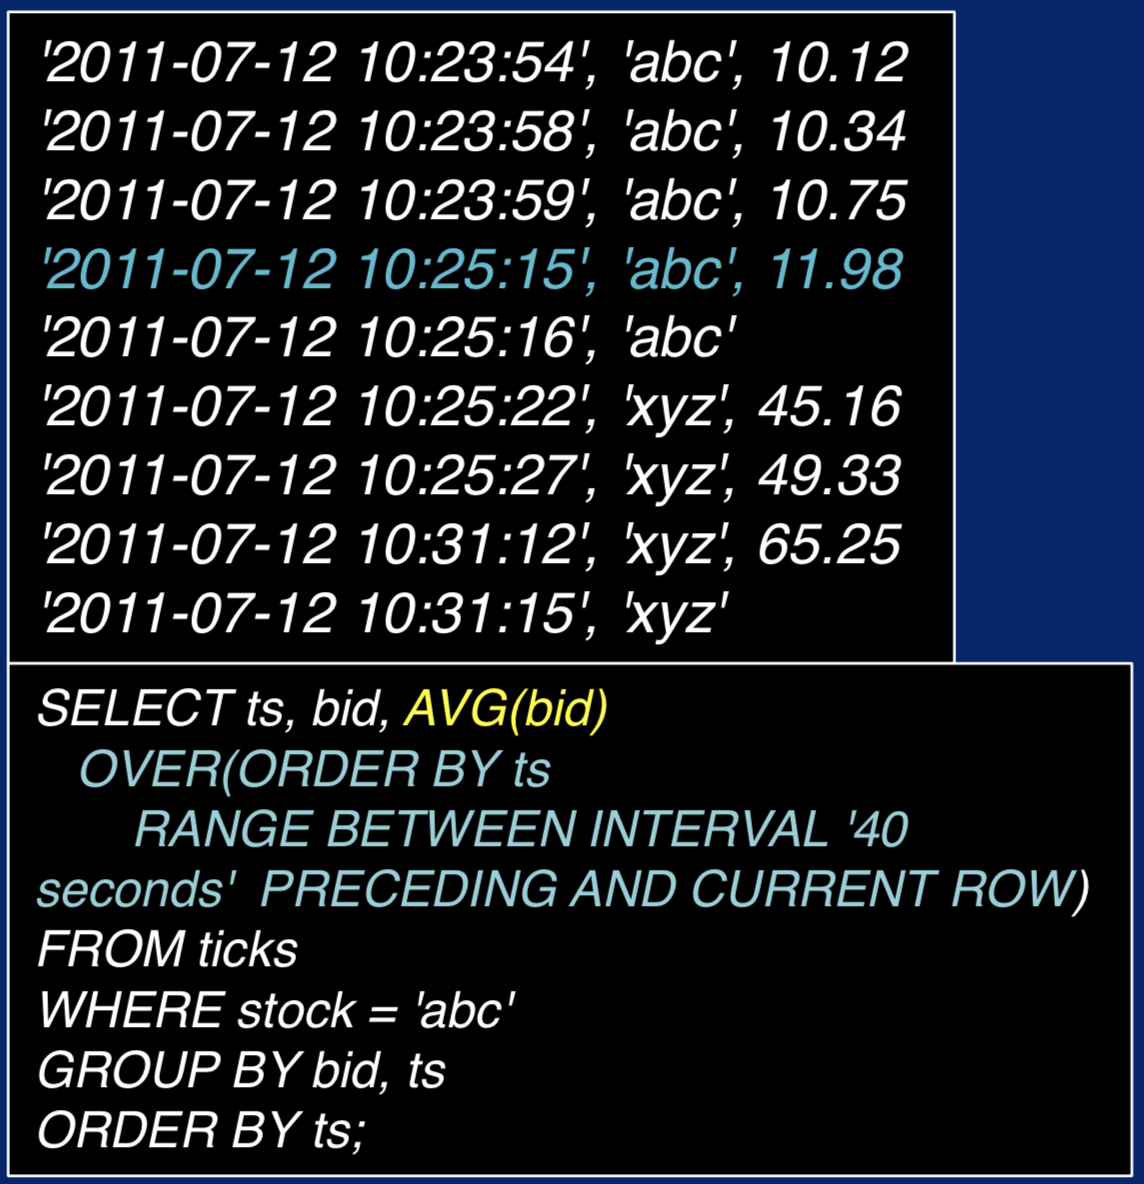 '2011-07-12 10:23:54', 'abc', 10.12
'2011-07-12 10:23:58', 'abc', 10.34
'2011-07-12 10:23:59', 'abc', 10.75
'2011-07-12 10:25:15', 'abc', 11.98
'2011-07-12 10:25:16', 'abc'
'2011-07-12 10:25:22', 'xyz', 45.16
'2011-07-12 10:25:27', 'xyz', 49.33
'2011-07-12 10:31:12', 'xyz', 65.25
'2011-07-12 10:31:15', 'xyz'
SELECT ts, bid, AVG(bid)
OVER(ORDER BY ts
RANGE BETWEEN INTERVAL '40
seconds' PRECEDING AND CURRENT ROW)
FROM ticks
WHERE stock = 'abc'
GROUP BY bid, ts
ORDER BY ts;